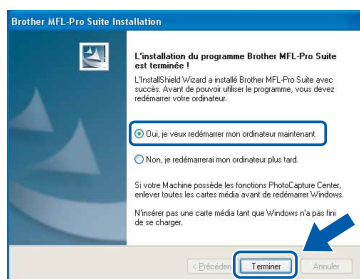 Brother MFL-Pro Suite Installation
L'installation du programme Brother MFL-Pro Suite
est terminée !
L'InstallShield Wizard a installé Brother MFL-Pro Suite avec
succès. Avant de pouvoir utiliser le programme, vous devez
redémarrer votre ordinateur.
Oui, je veux redémarrer mon ordinateur maintenant.
Non, je redémarrerai mon ordinateur plus tard.
Si votre Machine possède les fonctions PhotoCapture Center,
enlever toutes les cartes média avant de redémarrer Windows.
N'insérer pas une carte média tant que Windows n'a pas fini
de se charger.
< Précédent
Terminer
Annuler